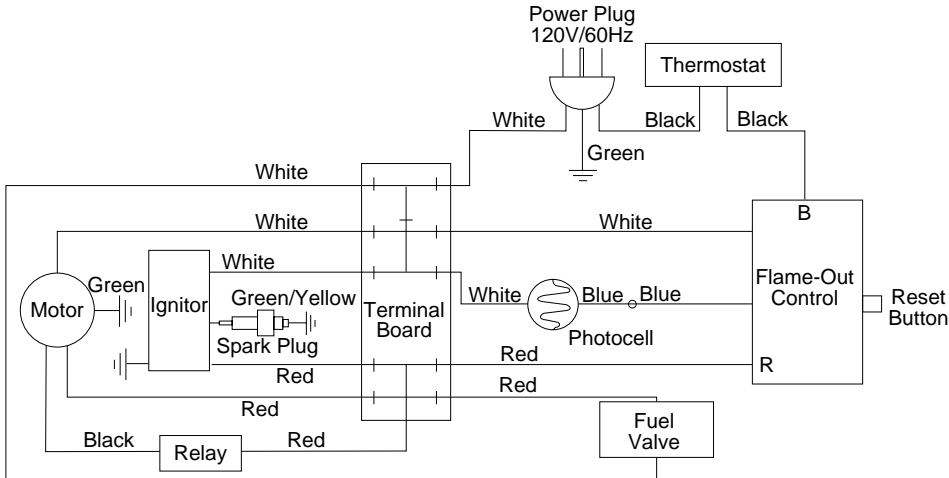 Power Plug
120V/60Hz
Thermostat
White
Black
Black
Green
White
White
White
B
White
Green
Motor
Ignitor
Green/Yellow
Spark Plug
Terminal
Board
White
Blue
Blue
Photocell
Flame-Out
Control
Reset
Button
Red
R
Red
Red
Red
Black
Relay
Red
Fuel
Valve